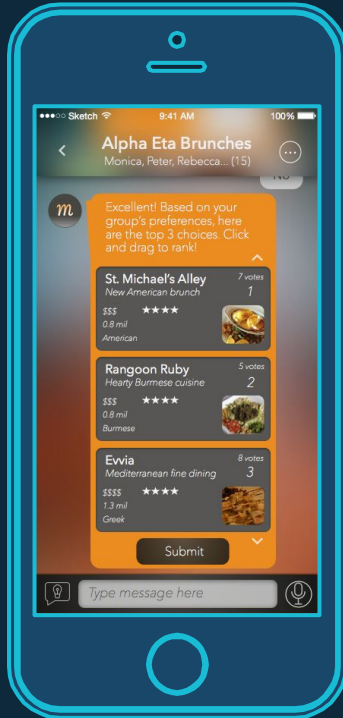 Sketch 9:41 AM 100%
Alpha Eta Brunches
Monica, Peter, Rebecca... (15)
No
m
Excellent! Based on your
group's preferences, here
are the top 3 choices. Click
and drag to rank!
St. Michael's Alley 7 votes
New American brunch 1
$$$ ★★★★
0.8 mil
American
Rangoon Ruby 5 votes
Hearty Burmese cuisine 2
$$$ ★★★★
0.8 mil
Burmese
Evvia 8 votes
Mediterranean fine dining 3
$$$$ ★★★★
1.3 mil
Greek
Submit
Type message here